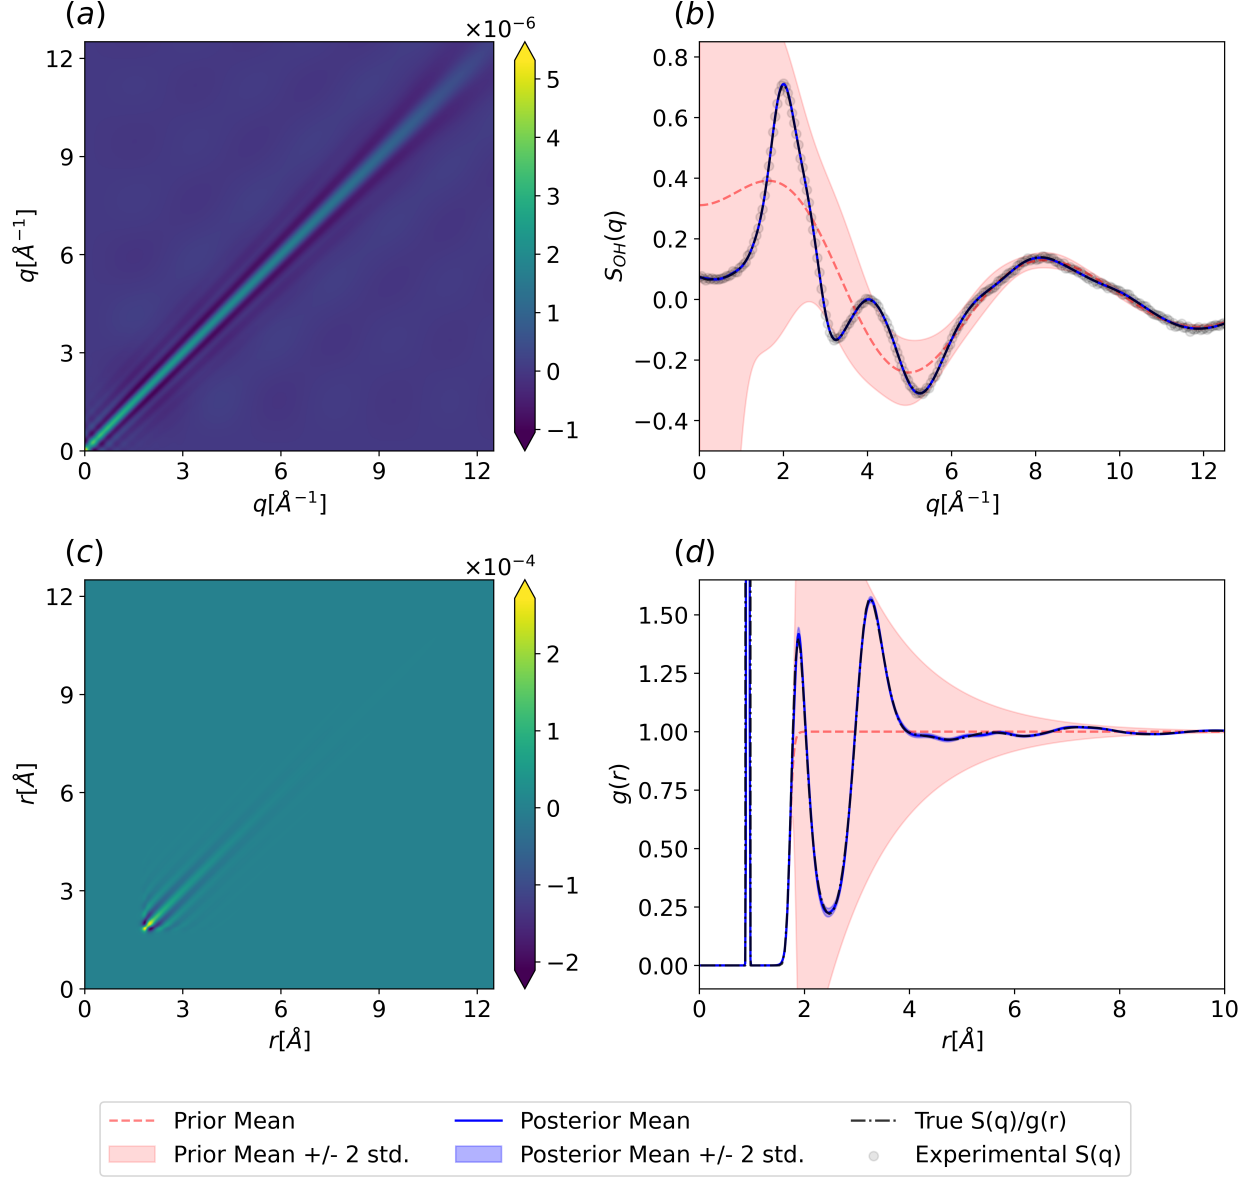 (a)
×10⁻⁶
12
9
6
3
0
q[Å⁻¹]
0 3 6 9 12
q[Å⁻¹]
5
4
3
2
1
0
−1
(b)
0.8
0.6
0.4
0.2
0.0
−0.2
−0.4
S_OH(q)
0 2 4 6 8 10 12
q[Å⁻¹]
(c)
×10⁻⁴
12
9
6
3
0
r[Å]
0 3 6 9 12
r[Å]
2
1
0
−1
−2
(d)
1.50
1.25
1.00
0.75
0.50
0.25
0.00
g(r)
0 2 4 6 8 10
r[Å]
Prior Mean
Prior Mean +/- 2 std.
Posterior Mean
Posterior Mean +/- 2 std.
True S(q)/g(r)
Experimental S(q)